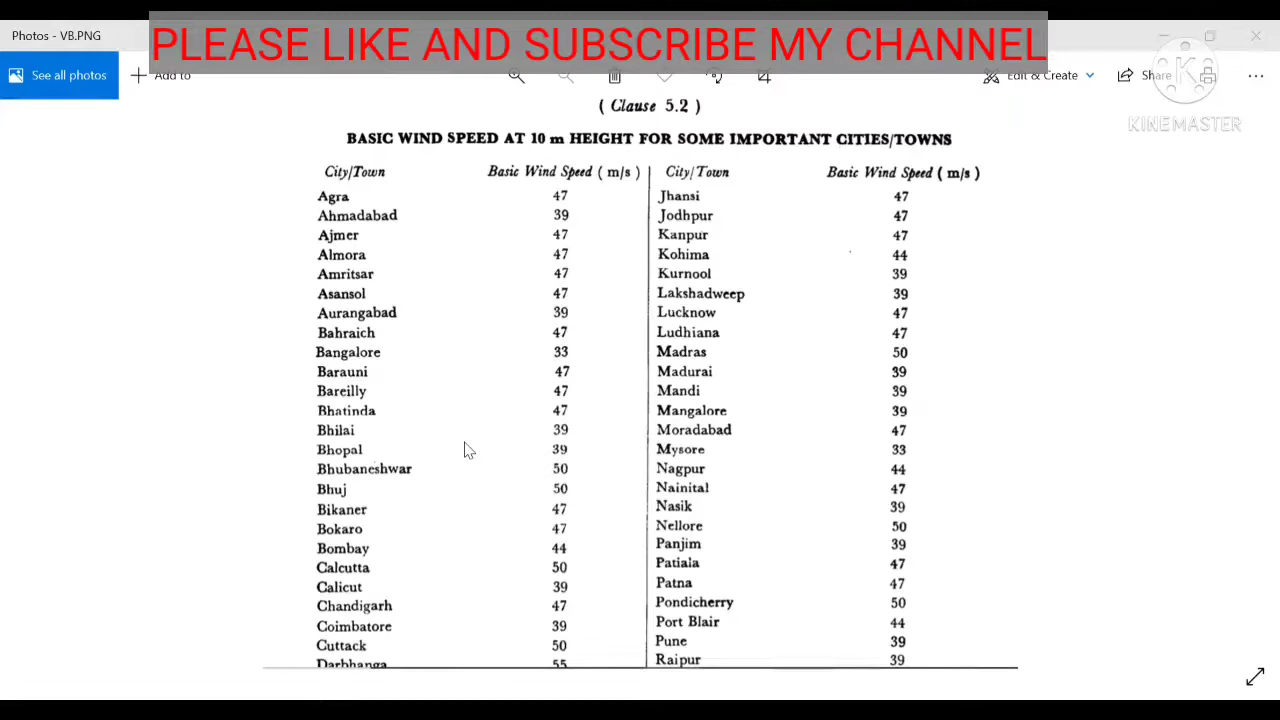 PLEASE LIKE AND SUBSCRIBE MY CHANNEL
Photos - VB.PNG
See all photos
Add to
Edit & Create
Share
K
KINEMASTER
( Clause 5.2 )
BASIC WIND SPEED AT 10 m HEIGHT FOR SOME IMPORTANT CITIES/TOWNS
City/Town Basic Wind Speed ( m/s ) City/Town Basic Wind Speed ( m/s )
Agra 47 Jhansi 47
Ahmadabad 39 Jodhpur 47
Ajmer 47 Kanpur 47
Almora 47 Kohima 44
Amritsar 47 Kurnool 39
Asansol 47 Lakshadweep 39
Aurangabad 39 Lucknow 47
Bahraich 47 Ludhiana 47
Bangalore 33 Madras 50
Barauni 47 Madurai 39
Bareilly 47 Mandi 39
Bhatinda 47 Mangalore 39
Bhilai 39 Moradabad 47
Bhopal 39 Mysore 33
Bhubaneshwar 50 Nagpur 44
Bhuj 50 Nainital 47
Bikaner 47 Nasik 39
Bokaro 47 Nellore 50
Bombay 44 Panjim 39
Calcutta 50 Patiala 47
Calicut 39 Patna 47
Chandigarh 47 Pondicherry 50
Coimbatore 39 Port Blair 44
Cuttack 50 Pune 39
Darbhanga 55 Raipur 39